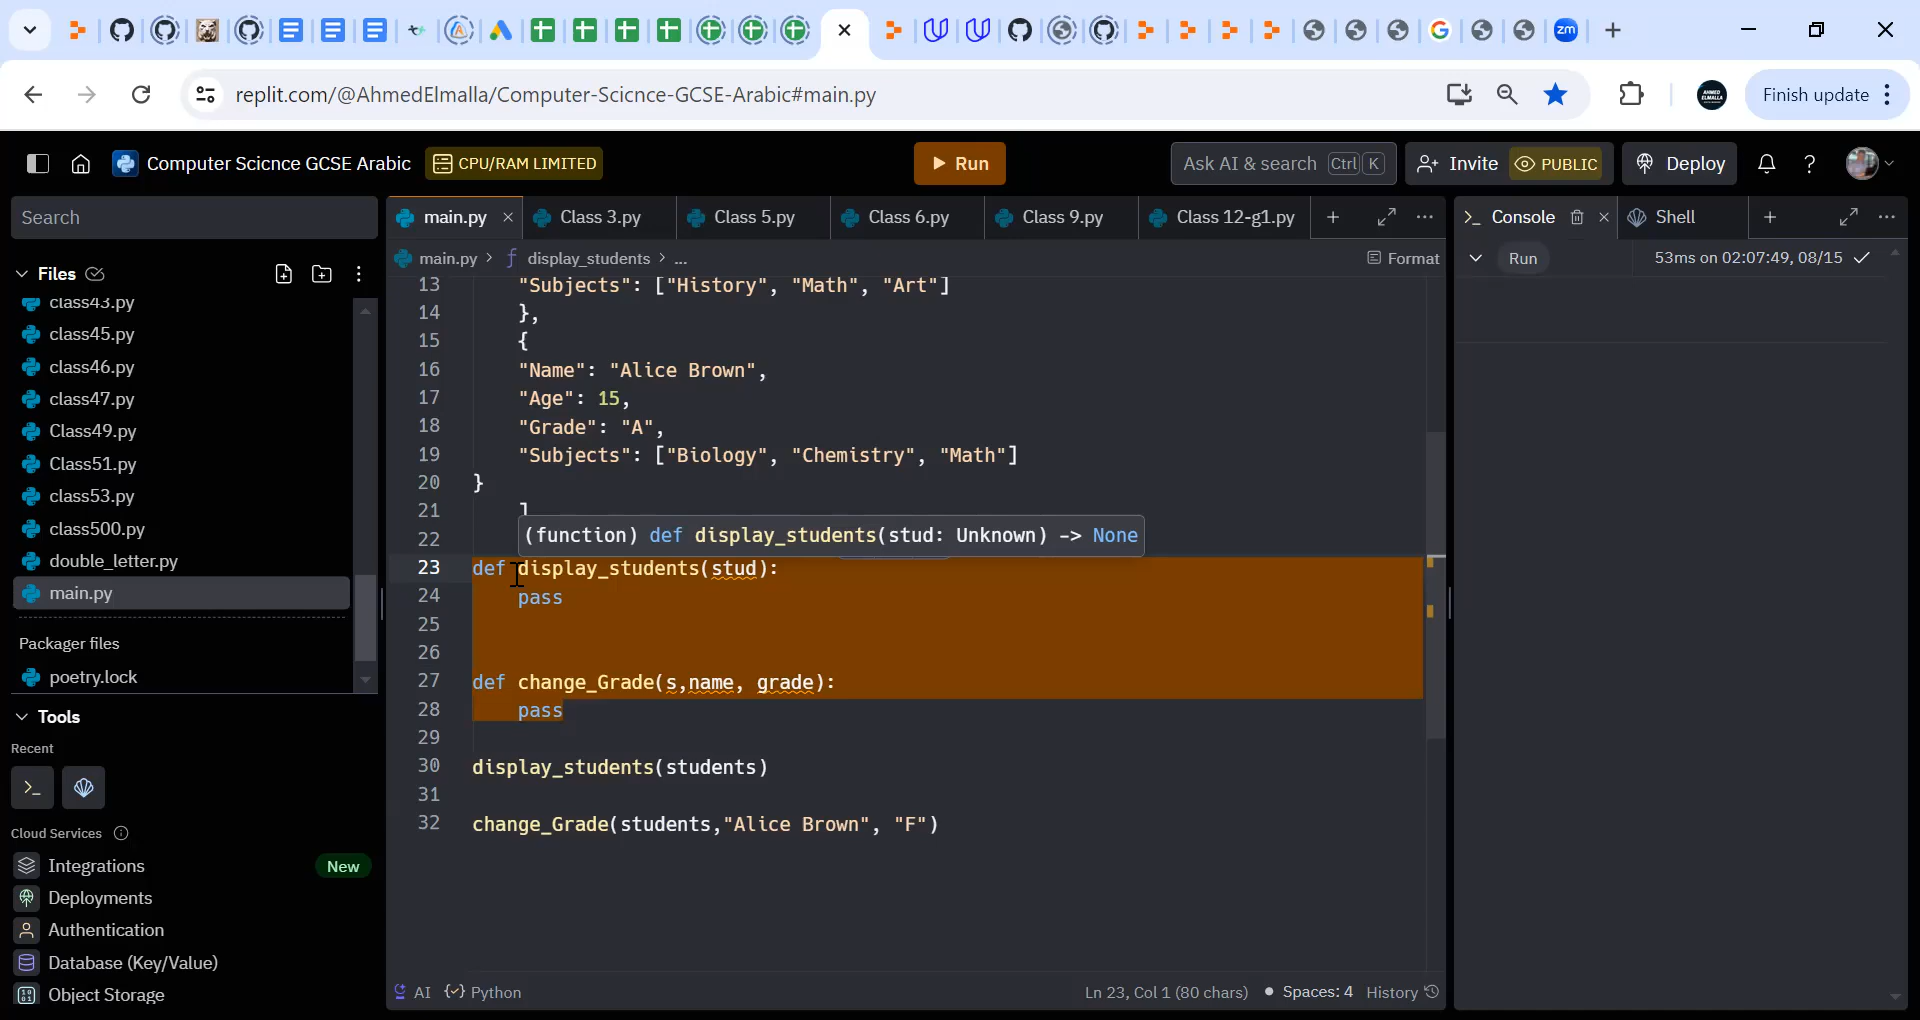 zm
replit.com/@AhmedElmalla/Computer-Scicnce-GCSE-Arabic#main.py
Finish update
Computer Scicnce GCSE Arabic
CPU/RAM LIMITED
Run
Ask AI & search Ctrl K
Invite
PUBLIC
Deploy
Search
main.py
Class 3.py
Class 5.py
Class 6.py
Class 9.py
Class 12-g1.py
Console
Shell
Files
main.py > display_students > ...
Format
Run
53ms on 02:07:49, 08/15
class43.py
class45.py
class46.py
class47.py
Class49.py
Class51.py
class53.py
class500.py
double_letter.py
main.py
Packager files
poetry.lock
Tools
Recent
Cloud Services
Integrations
New
Deployments
Authentication
Database (Key/Value)
Object Storage
13 "Subjects": ["History", "Math", "Art"]
14 },
15 {
16 "Name": "Alice Brown",
17 "Age": 15,
18 "Grade": "A",
19 "Subjects": ["Biology", "Chemistry", "Math"]
20 }
21 ]
22
(function) def display_students(stud: Unknown) -> None
23 def display_students(stud):
24 pass
25
26
27 def change_Grade(s,name, grade):
28 pass
29
30 display_students(students)
31
32 change_Grade(students,"Alice Brown", "F")
AI
Python
Ln 23, Col 1 (80 chars)
Spaces: 4
History